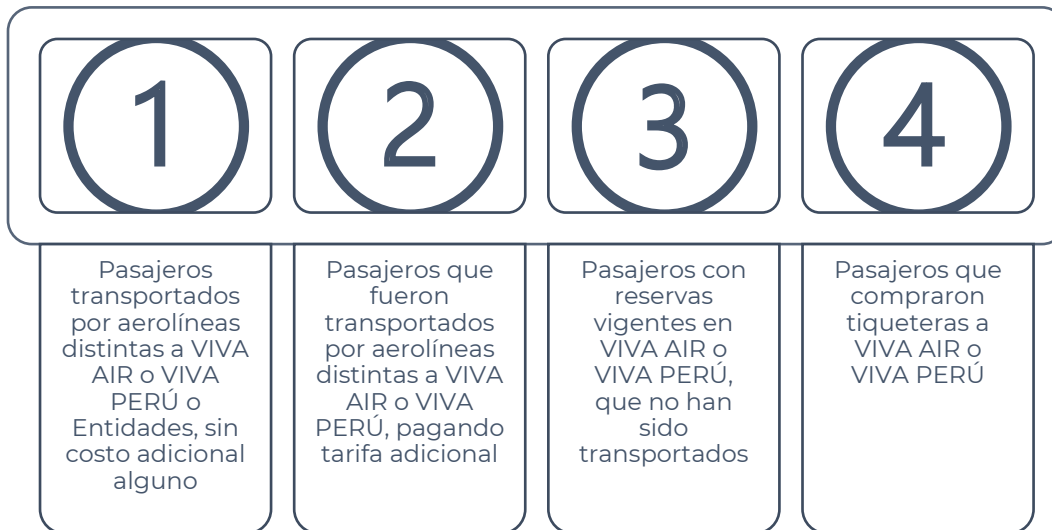 1
Pasajeros
transportados
por aerolíneas
distintas a VIVA
AIR o VIVA
PERÚ o
Entidades, sin
costo adicional
alguno
2
Pasajeros que
fueron
transportados
por aerolíneas
distintas a VIVA
AIR o VIVA
PERÚ, pagando
tarifa adicional
3
Pasajeros con
reservas
vigentes en
VIVA AIR o
VIVA PERÚ,
que no han
sido
transportados
4
Pasajeros que
compraron
tiqueteras a
VIVA AIR o
VIVA PERÚ